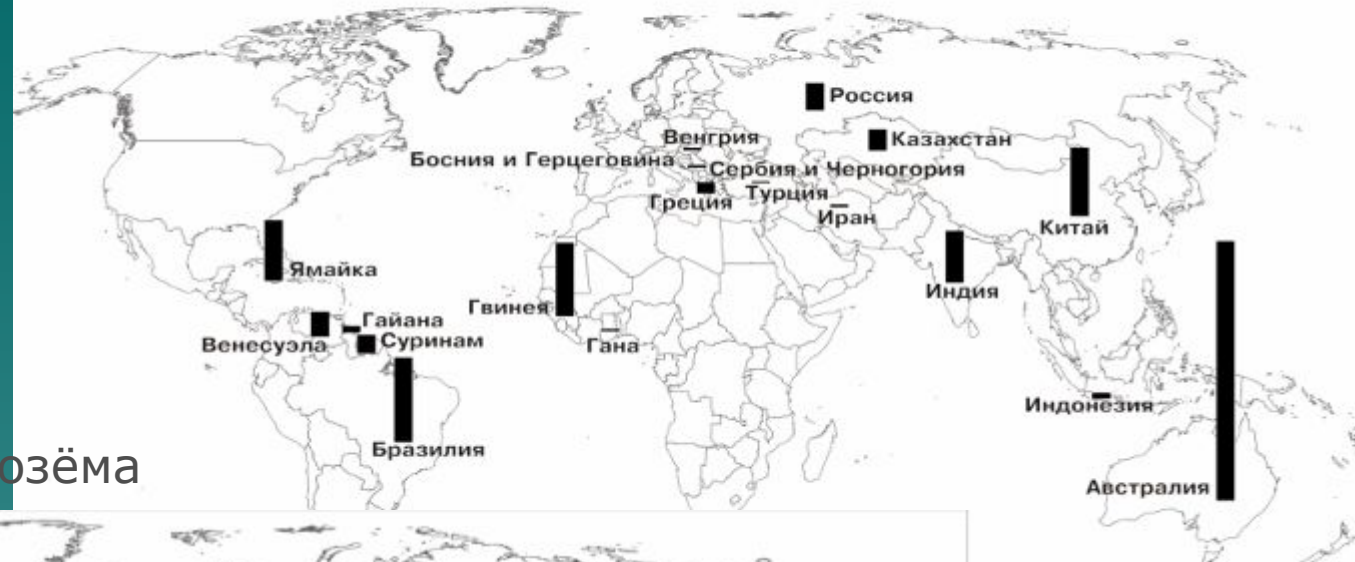 Россия
Венгрия
Казахстан
Босния и Герцеговина
Сербия и Черногория
Турция
Греция
Иран
Китай
Ямайка
Индия
Гвинея
Гайана
Суринам
Венесуэла
Гана
Индонезия
Бразилия
Австралия